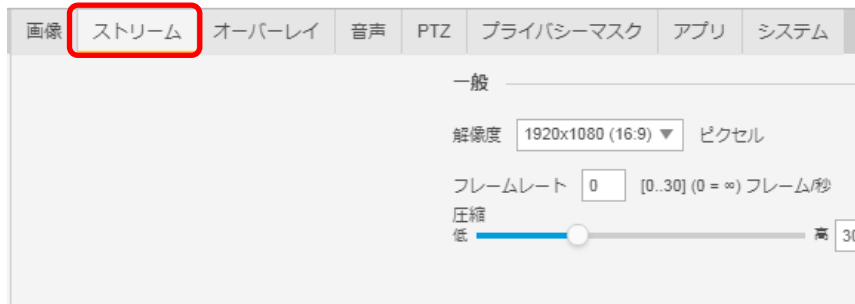 画像 ストリーム オーバーレイ 音声 PTZ プライバシーマスク アプリ システム
一般
解像度 1920x1080 (16:9) ピクセル
フレームレート 0 [0..30] (0 = ∞) フレーム/秒
圧縮
低 高 30